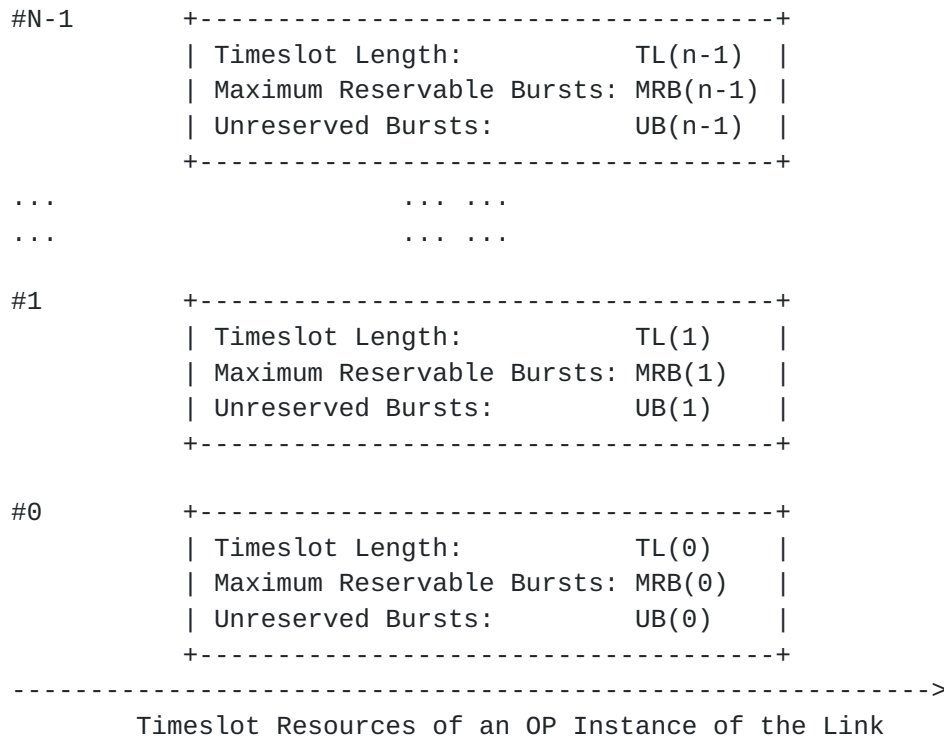 #N-1         +-------------------------------------+
             | Timeslot Length:           TL(n-1)  |
             | Maximum Reservable Bursts: MRB(n-1) |
             | Unreserved Bursts:         UB(n-1)  |
             +-------------------------------------+
...                      ... ...
...                      ... ...
#1           +-------------------------------------+
             | Timeslot Length:           TL(1)    |
             | Maximum Reservable Bursts: MRB(1)   |
             | Unreserved Bursts:         UB(1)    |
             +-------------------------------------+
#0           +-------------------------------------+
             | Timeslot Length:           TL(0)    |
             | Maximum Reservable Bursts: MRB(0)   |
             | Unreserved Bursts:         UB(0)    |
             +-------------------------------------+
----------------------------------------------------------->
        Timeslot Resources of an OP Instance of the Link